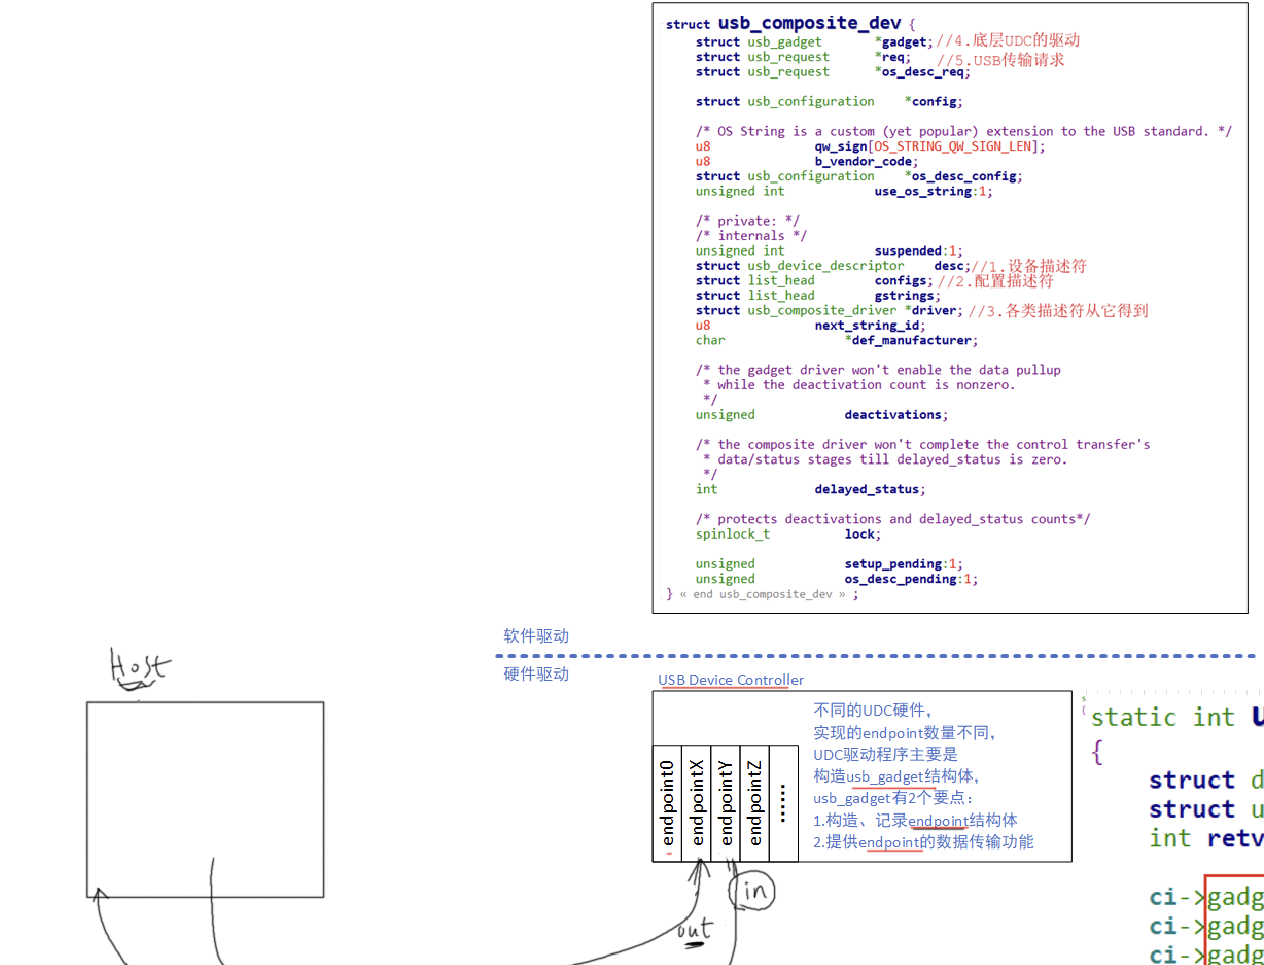 struct usb_composite_dev {
struct usb_gadget *gadget; //4.底层UDC的驱动
struct usb_request *req; //5.USB传输请求
struct usb_request *os_desc_req;
struct usb_configuration *config;
/* OS String is a custom (yet popular) extension to the USB standard. */
u8 qw_sign[OS_STRING_QW_SIGN_LEN];
u8 b_vendor_code;
struct usb_configuration *os_desc_config;
unsigned int use_os_string:1;
/* private: */
/* internals */
unsigned int suspended:1;
struct usb_device_descriptor desc; //1.设备描述符
struct list_head configs; //2.配置描述符
struct list_head gstrings;
struct usb_composite_driver *driver; //3.各类描述符从它得到
u8 next_string_id;
char *def_manufacturer;
/* the gadget driver won't enable the data pullup
* while the deactivation count is nonzero.
*/
unsigned deactivations;
/* the composite driver won't complete the control transfer's
* data/status stages till delayed_status is zero.
*/
int delayed_status;
/* protects deactivations and delayed_status counts*/
spinlock_t lock;
unsigned setup_pending:1;
unsigned os_desc_pending:1;
} « end usb_composite_dev » ;
软件驱动
硬件驱动
Host
USB Device Controller
endpoint0
endpointX
endpointY
endpointZ
......
不同的UDC硬件，
实现的endpoint数量不同，
UDC驱动程序主要是
构造usb_gadget结构体，
usb_gadget有2个要点：
1.构造、记录endpoint结构体
2.提供endpoint的数据传输功能
in
out
static int
{
struct d
struct u
int retv
ci->gadg
ci->gadg
ci->gadg